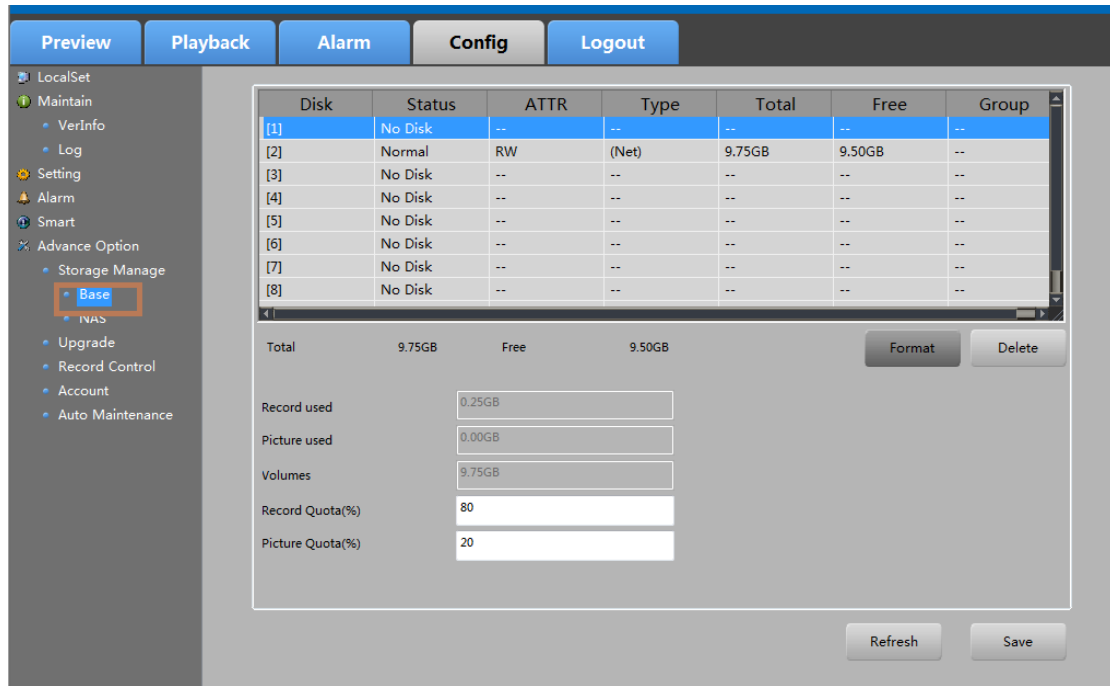 Preview Playback Alarm Config Logout
LocalSet
Maintain
VerInfo
Log
Setting
Alarm
Smart
Advance Option
Storage Manage
Base
NAS
Upgrade
Record Control
Account
Auto Maintenance
Disk Status ATTR Type Total Free Group
[1] No Disk -- -- -- -- --
[2] Normal RW (Net) 9.75GB 9.50GB --
[3] No Disk -- -- -- -- --
[4] No Disk -- -- -- -- --
[5] No Disk -- -- -- -- --
[6] No Disk -- -- -- -- --
[7] No Disk -- -- -- -- --
[8] No Disk -- -- -- -- --
Total 9.75GB Free 9.50GB Format Delete
Record used 0.25GB
Picture used 0.00GB
Volumes 9.75GB
Record Quota(%) 80
Picture Quota(%) 20
Refresh Save